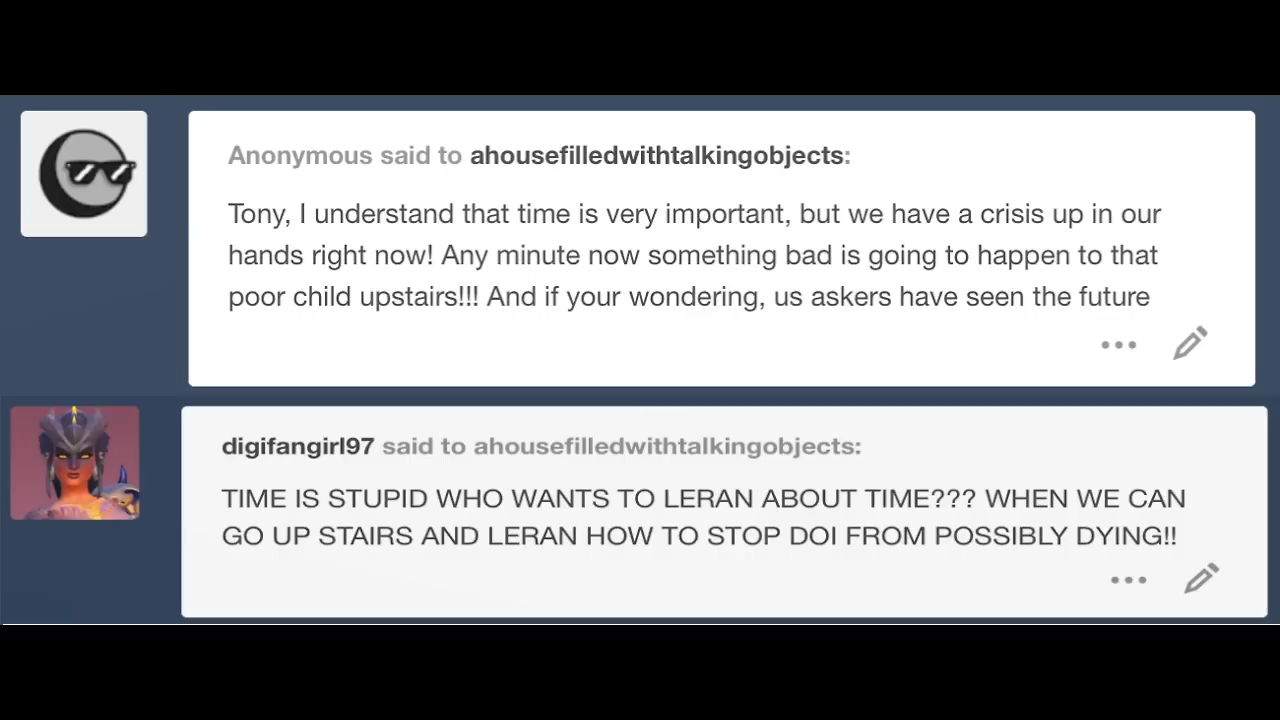 Anonymous said to ahousefilledwithtalkingobjects:
Tony, I understand that time is very important, but we have a crisis up in our
hands right now! Any minute now something bad is going to happen to that
poor child upstairs!!! And if your wondering, us askers have seen the future
digifangirl97 said to ahousefilledwithtalkingobjects:
TIME IS STUPID WHO WANTS TO LERAN ABOUT TIME??? WHEN WE CAN
GO UP STAIRS AND LERAN HOW TO STOP DOI FROM POSSIBLY DYING!!